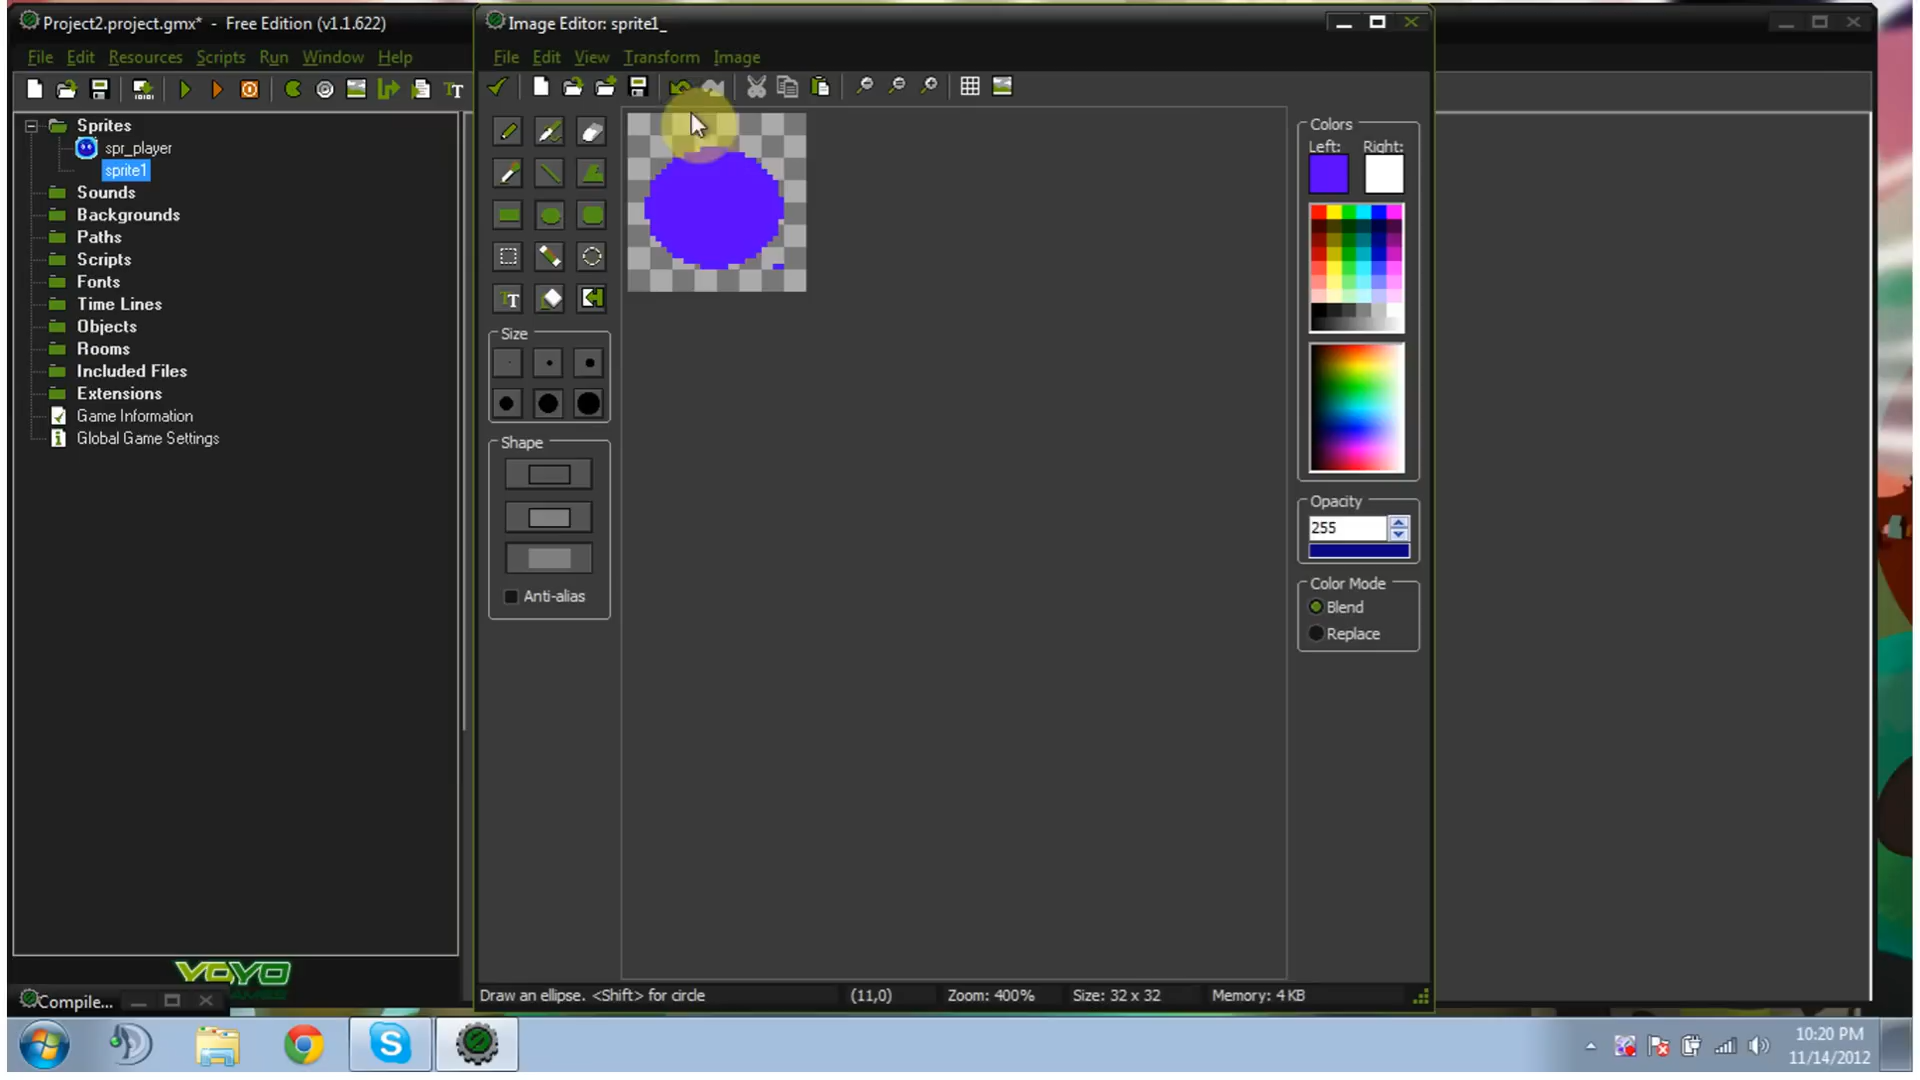 Project2.project.gmx* - Free Edition (v1.1.622)
File Edit Resources Scripts Run Window Help
Sprites
spr_player
sprite1
Sounds
Backgrounds
Paths
Scripts
Fonts
Time Lines
Objects
Rooms
Included Files
Extensions
Game Information
Global Game Settings
YOYO
GAMES
Compile...
Image Editor: sprite1_
File Edit View Transform Image
Size
Shape
Anti-alias
Colors
Left: Right:
Opacity
255
Color Mode
Blend
Replace
Draw an ellipse. <Shift> for circle (11,0) Zoom: 400% Size: 32 x 32 Memory: 4 KB
10:20 PM
11/14/2012